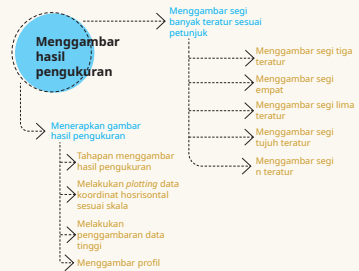 Menggambar
hasil
pengukuran
Menggambar segi
banyak teratur sesuai
petunjuk
Menggambar segi tiga
teratur
Menggambar segi
empat
Menggambar segi lima
teratur
Menggambar segi
tujuh teratur
Menggambar segi
n teratur
Menerapkan gambar
hasil pengukuran
Tahapan menggambar
hasil pengukuran
Melakukan plotting data
koordinat hosrisontal
sesuai skala
Melakukan
penggambaran data
tinggi
Menggambar profil